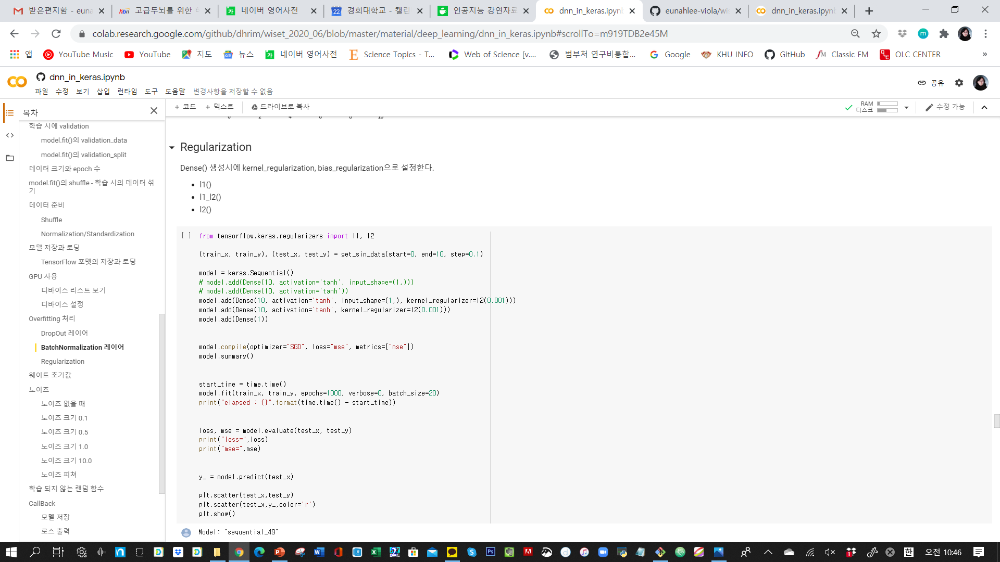 받은편지함 - euna
고급두뇌를 위한
네이버 영어사전
경희대학교 - 캘린
인공지능 강연자료
dnn_in_keras.ipynb
eunahlee-viola/wis
dnn_in_keras.ipynb
colab.research.google.com/github/dhrim/wiset_2020_06/blob/master/material/deep_learning/dnn_in_keras.ipynb#scrollTo=m919TDB2e45M
앱 YouTube Music YouTube 지도 뉴스 네이버 영어사전 Science Topics - T... Web of Science [v.... 범부처 연구비통합... Google KHU INFO GitHub Classic FM OLC CENTER »
dnn_in_keras.ipynb
공유
파일 수정 보기 삽입 런타임 도구 도움말 변경사항을 저장할 수 없음
목차
+ 코드 + 텍스트 드라이브로 복사
RAM
디스크
수정 가능
학습 시에 validation
model.fit()의 validation_data
model.fit()의 validation_split
데이터 크기와 epoch 수
model.fit()의 shuffle - 학습 시의 데이터 섞
기
데이터 준비
Shuffle
Normalization/Standardization
모델 저장과 로딩
TensorFlow 포멧의 저장과 로딩
GPU 사용
디바이스 리스트 보기
디바이스 설정
Overfitting 처리
DropOut 레이어
BatchNormalization 레이어
Regularization
웨이트 초기값
노이즈
노이즈 없을 때
노이즈 크기 0.1
노이즈 크기 0.5
노이즈 크기 1.0
노이즈 크기 10.0
노이즈 피쳐
학습 되지 않는 랜덤 함수
CallBack
모델 저장
로스 출력
0 2 4 6 8 10
Regularization
Dense() 생성시에 kernel_regularization, bias_regularization으로 설정한다.
• l1()
• l1_l2()
• l2()
[ ] from tensorflow.keras.regularizers import l1, l2
(train_x, train_y), (test_x, test_y) = get_sin_data(start=0, end=10, step=0.1)
model = keras.Sequential()
# model.add(Dense(10, activation='tanh', input_shape=(1,)))
# model.add(Dense(10, activation='tanh'))
model.add(Dense(10, activation='tanh', input_shape=(1,), kernel_regularizer=l2(0.001)))
model.add(Dense(10, activation='tanh', kernel_regularizer=l2(0.001)))
model.add(Dense(1))
model.compile(optimizer="SGD", loss="mse", metrics=["mse"])
model.summary()
start_time = time.time()
model.fit(train_x, train_y, epochs=1000, verbose=0, batch_size=20)
print("elapsed : {}".format(time.time() - start_time))
loss, mse = model.evaluate(test_x, test_y)
print("loss=",loss)
print("mse=",mse)
y_ = model.predict(test_x)
plt.scatter(test_x,test_y)
plt.scatter(test_x,y_,color='r')
plt.show()
Model: "sequential_49"
한 오전 10:46